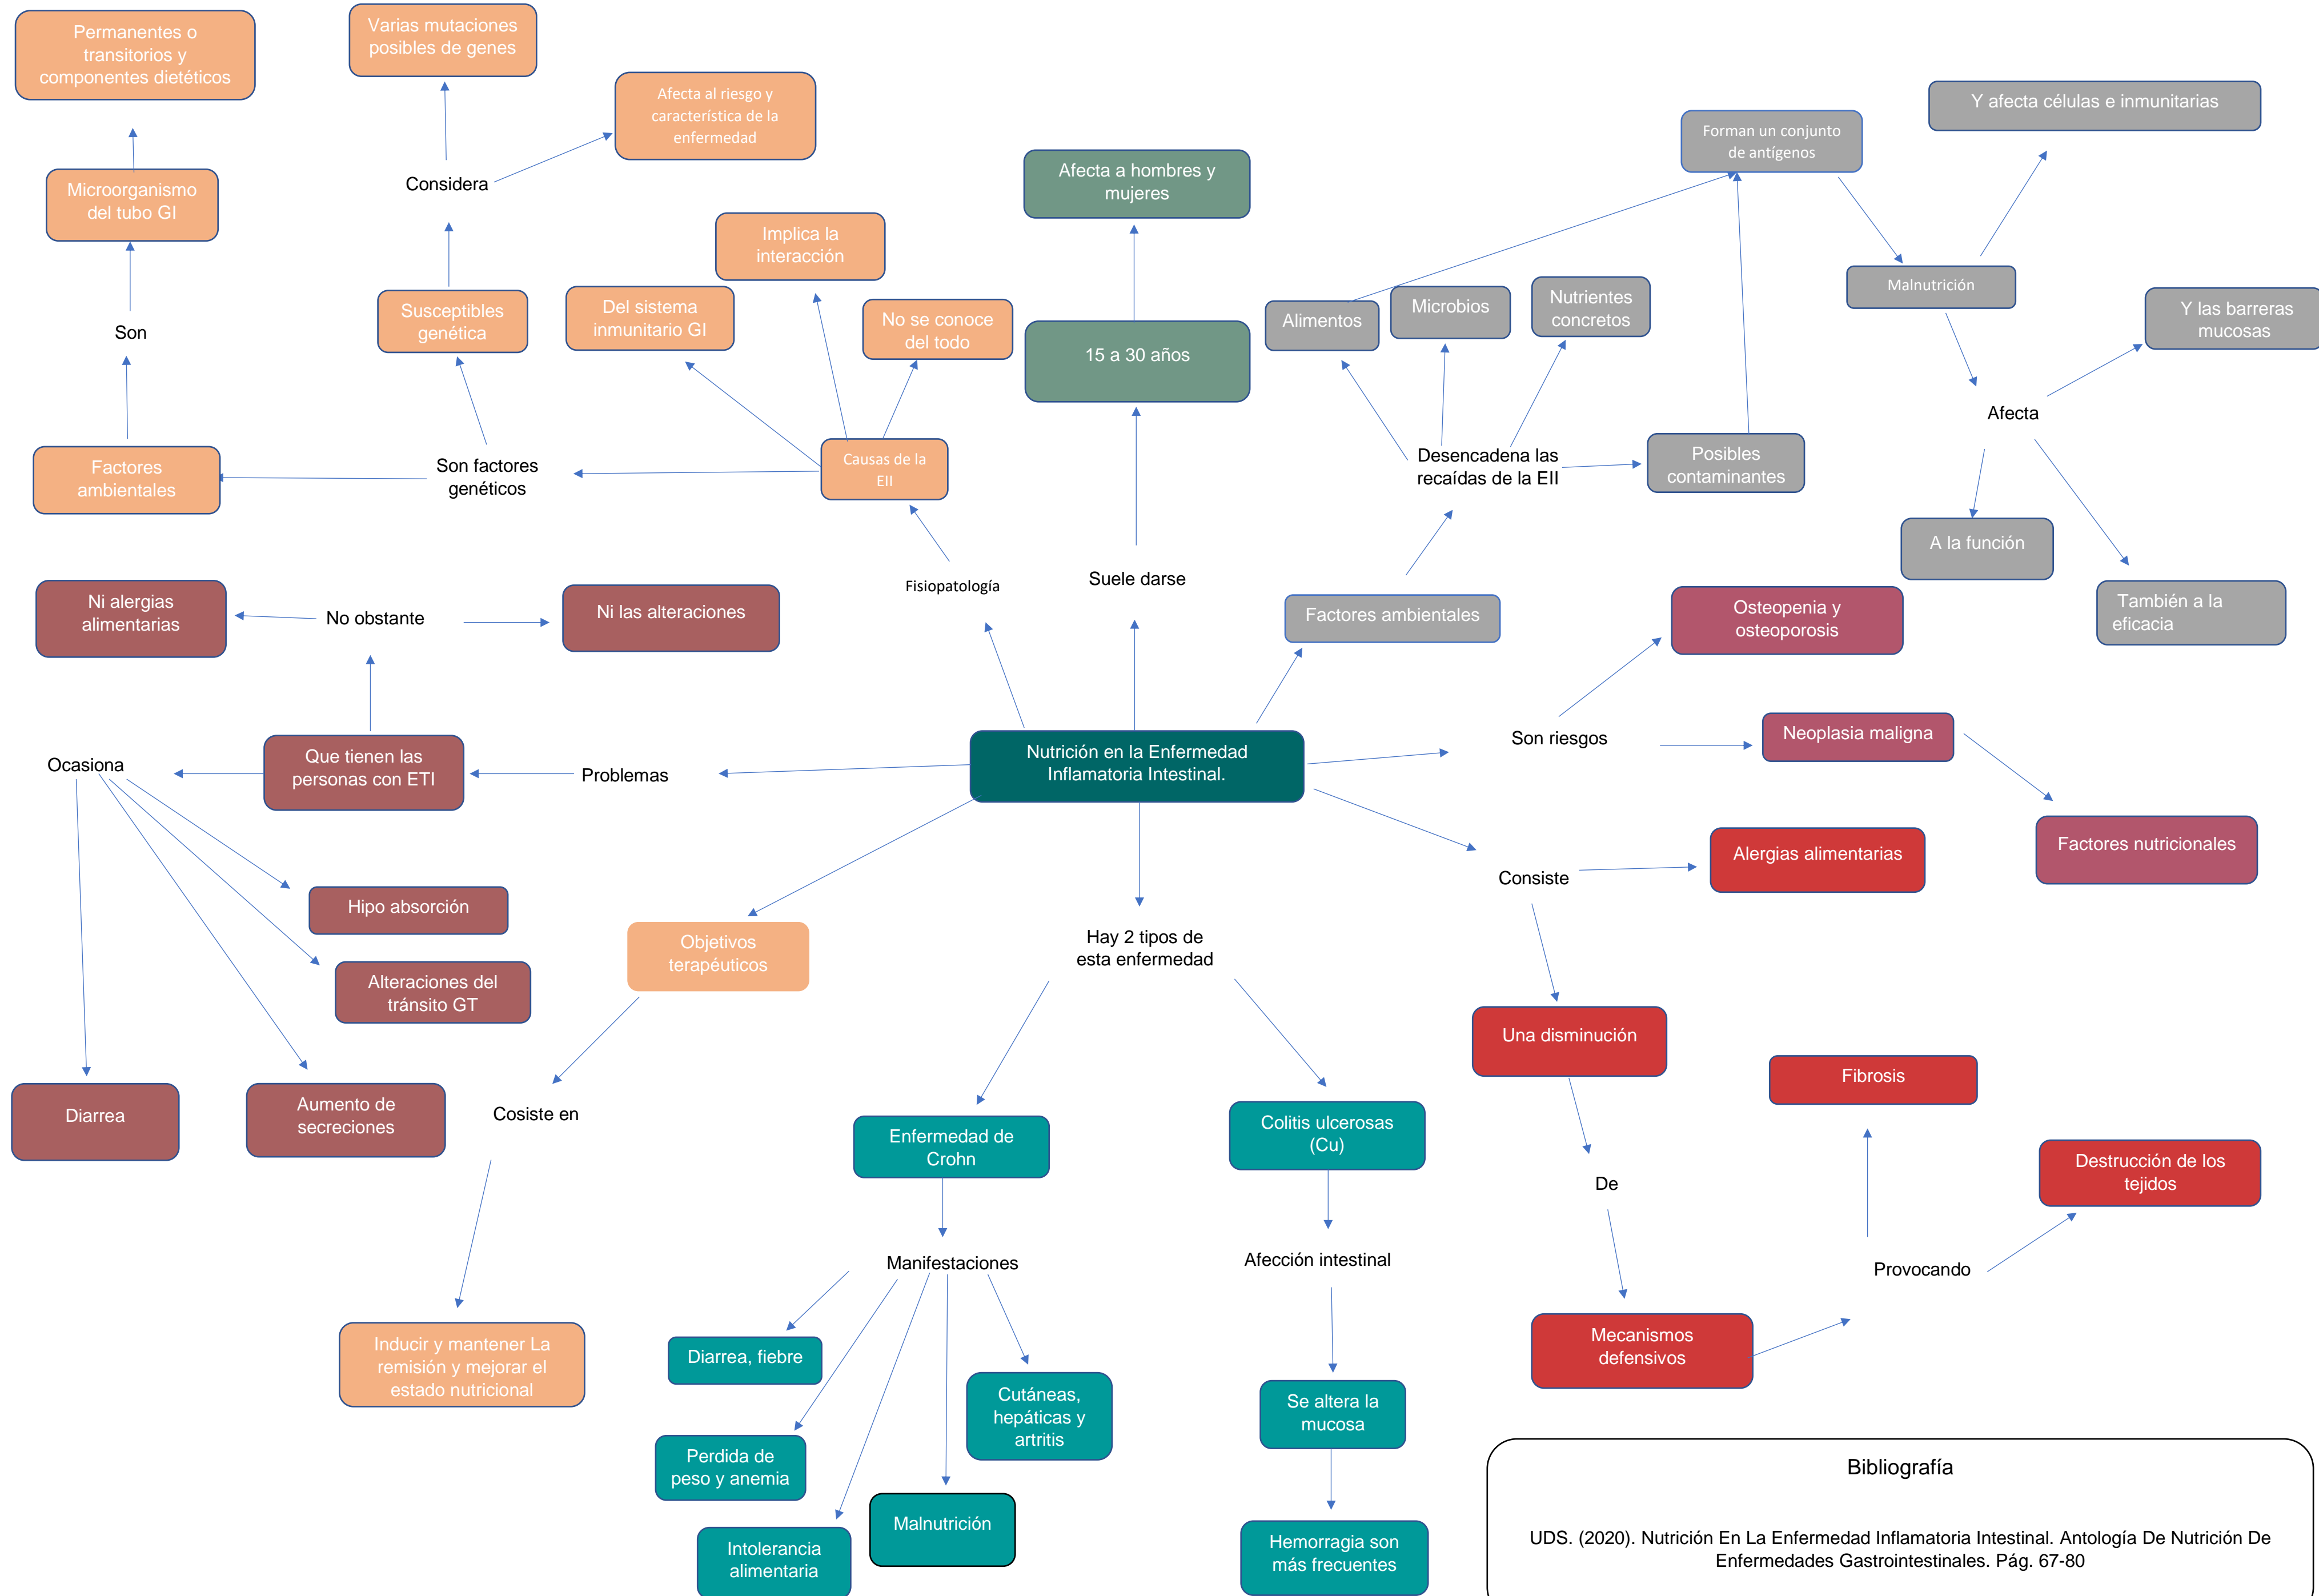 Permanentes o
transitorios y
componentes dietéticos
Varias mutaciones
posibles de genes
Afecta al riesgo y
característica de la
enfermedad
Y afecta células e inmunitarias
Forman un conjunto
de antígenos
Microorganismo
del tubo GI
Considera
Afecta a hombres y
mujeres
Implica la
interacción
Malnutrición
Susceptibles
genética
Del sistema
inmunitario GI
No se conoce
del todo
15 a 30 años
Alimentos
Microbios
Nutrientes
concretos
Y las barreras
mucosas
Son
Afecta
Factores
ambientales
Son factores
genéticos
Causas de la
EII
Desencadena las
recaídas de la EII
Posibles
contaminantes
A la función
Fisiopatología
Suele darse
Factores ambientales
Osteopenia y
osteoporosis
También a la
eficacia
Ni alergias
alimentarias
No obstante
Ni las alteraciones
Ocasiona
Que tienen las
personas con ETI
Problemas
Nutrición en la Enfermedad
Inflamatoria Intestinal.
Son riesgos
Neoplasia maligna
Factores nutricionales
Alergias alimentarias
Consiste
Hipo absorción
Objetivos
terapéuticos
Hay 2 tipos de
esta enfermedad
Alteraciones del
tránsito GT
Una disminución
Fibrosis
Diarrea
Aumento de
secreciones
Cosiste en
Enfermedad de
Crohn
Colitis ulcerosas
(Cu)
De
Destrucción de los
tejidos
Manifestaciones
Afección intestinal
Provocando
Inducir y mantener La
remisión y mejorar el
estado nutricional
Diarrea, fiebre
Cutáneas,
hepáticas y
artritis
Se altera la
mucosa
Mecanismos
defensivos
Perdida de
peso y anemia
Malnutrición
Intolerancia
alimentaria
Hemorragia son
más frecuentes
Bibliografía
UDS. (2020). Nutrición En La Enfermedad Inflamatoria Intestinal. Antología De Nutrición De
Enfermedades Gastrointestinales. Pág. 67-80